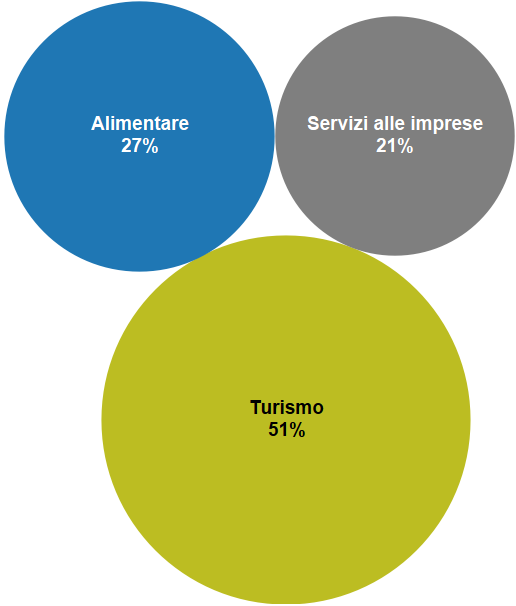 Alimentare
27%
Servizi alle imprese
21%
Turismo
51%